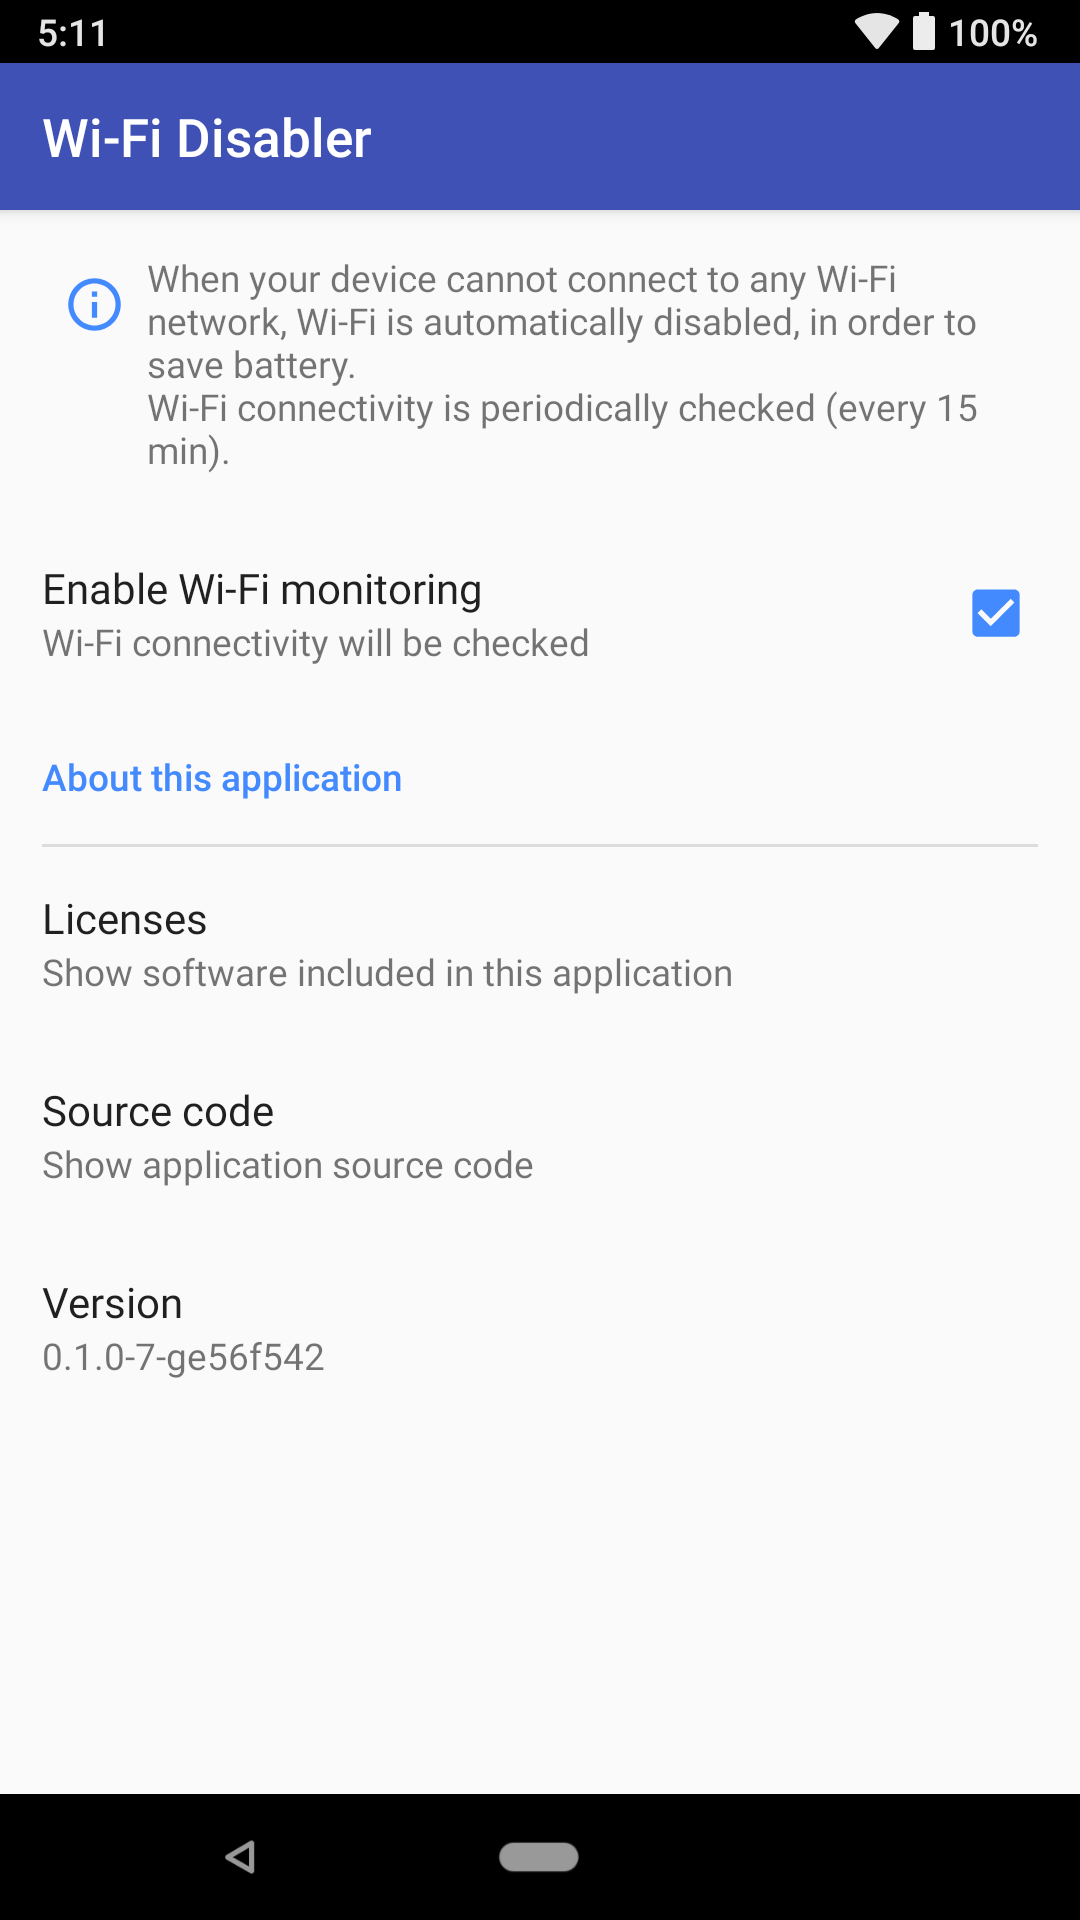 5:11
100%
Wi-Fi Disabler
When your device cannot connect to any Wi-Fi
network, Wi-Fi is automatically disabled, in order to
save battery.
Wi-Fi connectivity is periodically checked (every 15
min).
Enable Wi-Fi monitoring
Wi-Fi connectivity will be checked
About this application
Licenses
Show software included in this application
Source code
Show application source code
Version
0.1.0-7-ge56f542